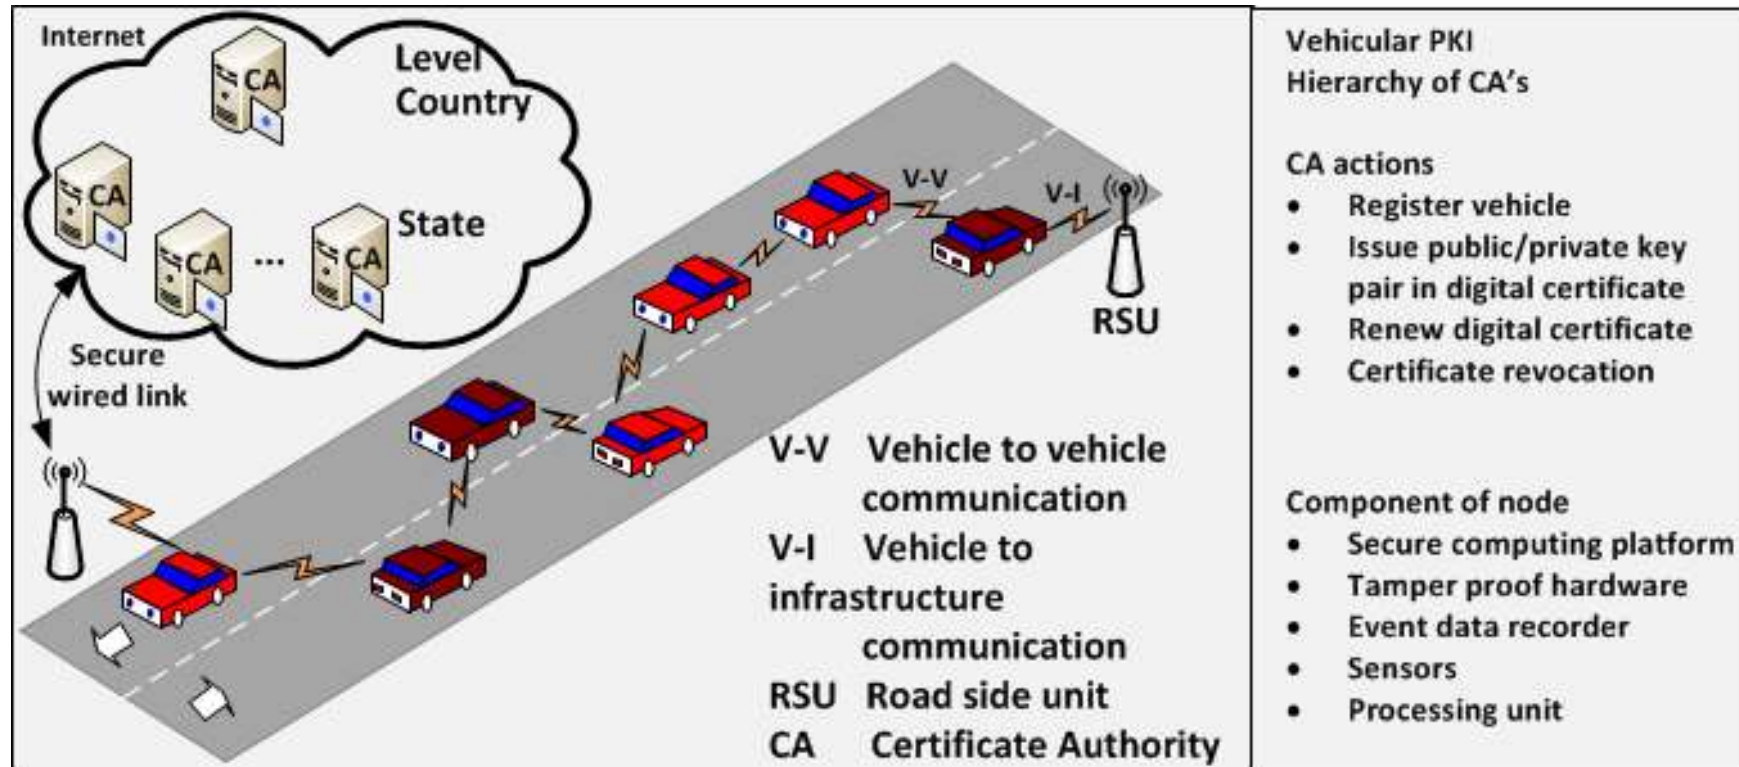 Internet
Level
Country
CA
CA
State
CA
...
CA
Secure
wired link
V-V
V-I
RSU
V-V Vehicle to vehicle
communication
V-I Vehicle to
infrastructure
communication
RSU Road side unit
CA Certificate Authority
Vehicular PKI
Hierarchy of CA's
CA actions
• Register vehicle
• Issue public/private key
pair in digital certificate
• Renew digital certificate
• Certificate revocation
Component of node
• Secure computing platform
• Tamper proof hardware
• Event data recorder
• Sensors
• Processing unit